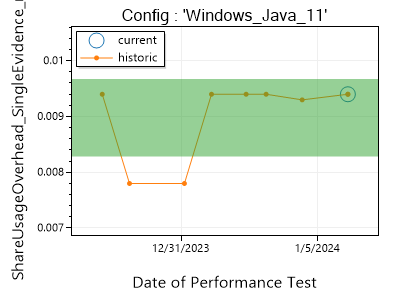 Config : 'Windows_Java_11'
current
historic
0.01
0.009
0.008
0.007
12/31/2023
1/5/2024
Date of Performance Test
ShareUsageOverhead_SingleEvidence_